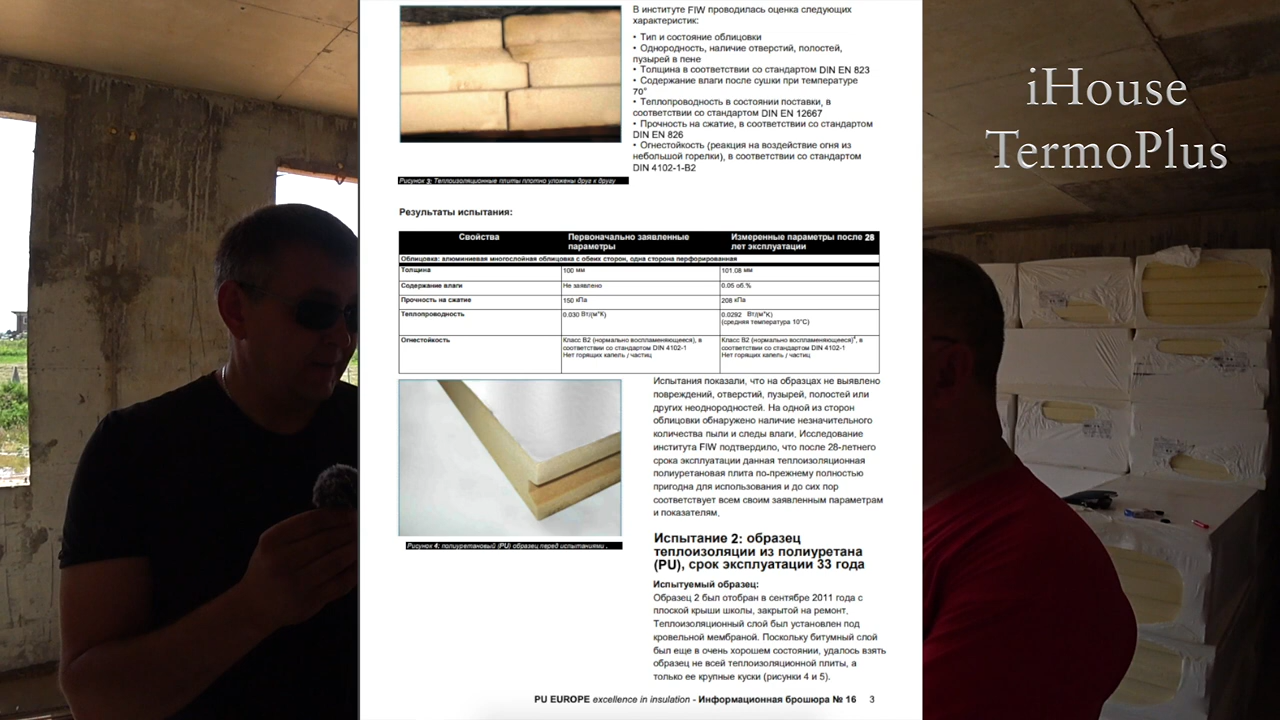 В институте FIW проводилась оценка следующих
характеристик:
• Тип и состояние облицовки
• Однородность, наличие отверстий, полостей,
пузырей в пене
• Толщина в соответствии со стандартом DIN EN 823
• Содержание влаги после сушки при температуре
70°
• Теплопроводность в состоянии поставки, в
соответствии со стандартом DIN EN 12667
• Прочность на сжатие, в соответствии со стандартом
DIN EN 826
• Огнестойкость (реакция на воздействие огня из
небольшой горелки), в соответствии со стандартом
DIN 4102-1-B2
Рисунок 3: Теплоизоляционные плиты плотно уложены друг к другу
iHouse
TermoPlus
Результаты испытания:
Свойства Первоначально заявленные параметры Измеренные параметры после 28 лет эксплуатации
Облицовка: алюминиевая многослойная облицовка с обеих сторон, одна сторона перфорированная
Толщина 100 мм 101.08 мм
Содержание влаги Не заявлено 0.05 об.%
Прочность на сжатие 150 кПа 208 кПа
Теплопроводность 0.030 Вт/(м*К) 0.0292 Вт/(м*К)
(средняя температура 10°C)
Огнестойкость Класс B2 (нормально воспламеняющееся), в Класс B2 (нормально воспламеняющееся)*, в
соответствии со стандартом DIN 4102-1 соответствии со стандартом DIN 4102-1
Нет горящих капель / частиц Нет горящих капель / частиц
Испытания показали, что на образцах не выявлено
повреждений, отверстий, пузырей, полостей или
других неоднородностей. На одной из сторон
облицовки обнаружено наличие незначительного
количества пыли и следы влаги. Исследование
института FIW подтвердило, что после 28-летнего
срока эксплуатации данная теплоизоляционная
полиуретановая плита по-прежнему полностью
пригодна для использования и до сих пор
соответствует всем своим заявленным параметрам
и показателям.
Рисунок 4: полиуретановый (PU) образец перед испытаниями .
Испытание 2: образец
теплоизоляции из полиуретана
(PU), срок эксплуатации 33 года
Испытуемый образец:
Образец 2 был отобран в сентябре 2011 года с
плоской крыши школы, закрытой на ремонт.
Теплоизоляционный слой был установлен под
кровельной мембраной. Поскольку битумный слой
был еще в очень хорошем состоянии, удалось взять
образец не всей теплоизоляционной плиты, а
только ее крупные куски (рисунки 4 и 5).
PU EUROPE excellence in insulation - Информационная брошюра № 16 3